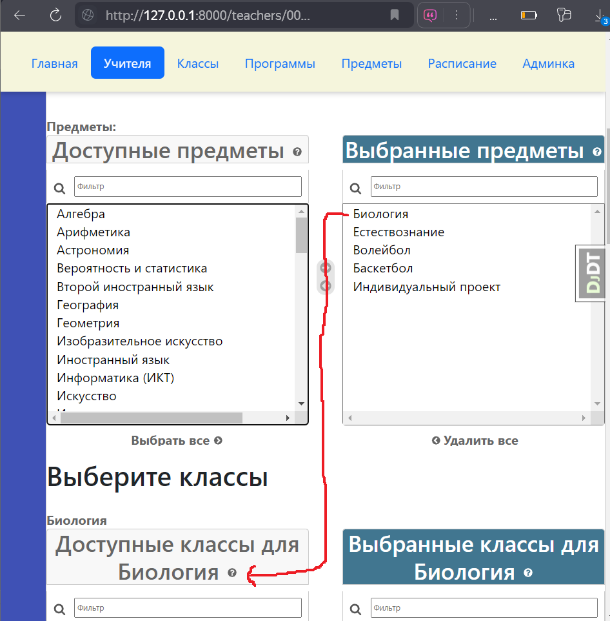 http://127.0.0.1:8000/teachers/00...
...
3
Главная Учителя Классы Программы Предметы Расписание Админка
Предметы:
Доступные предметы ?
Выбранные предметы ?
Фильтр
Фильтр
Алгебра
Арифметика
Астрономия
Вероятность и статистика
Второй иностранный язык
География
Геометрия
Изобразительное искусство
Иностранный язык
Информатика (ИКТ)
Искусство
Биология
Естествознание
Волейбол
Баскетбол
Индивидуальный проект
DjDT
Выбрать все
Удалить все
Выберите классы
Биология
Доступные классы для
Биология ?
Выбранные классы для
Биология ?
Фильтр
Фильтр